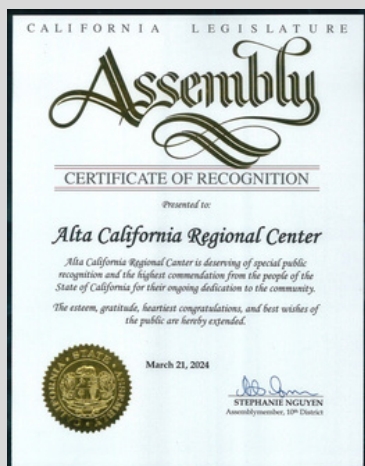 CALIFORNIA LEGISLATURE
Assembly
CERTIFICATE OF RECOGNITION
Presented to:
Alta California Regional Center
Alta California Regional Center is deserving of special public
recognition and the highest commendation from the people of the
State of California for their ongoing dedication to the community.
The esteem, gratitude, heartiest congratulations, and best wishes of
the public are hereby extended.
March 21, 2024
STEPHANIE NGUYEN
Assemblymember, 10th District
CALIFORNIA STATE